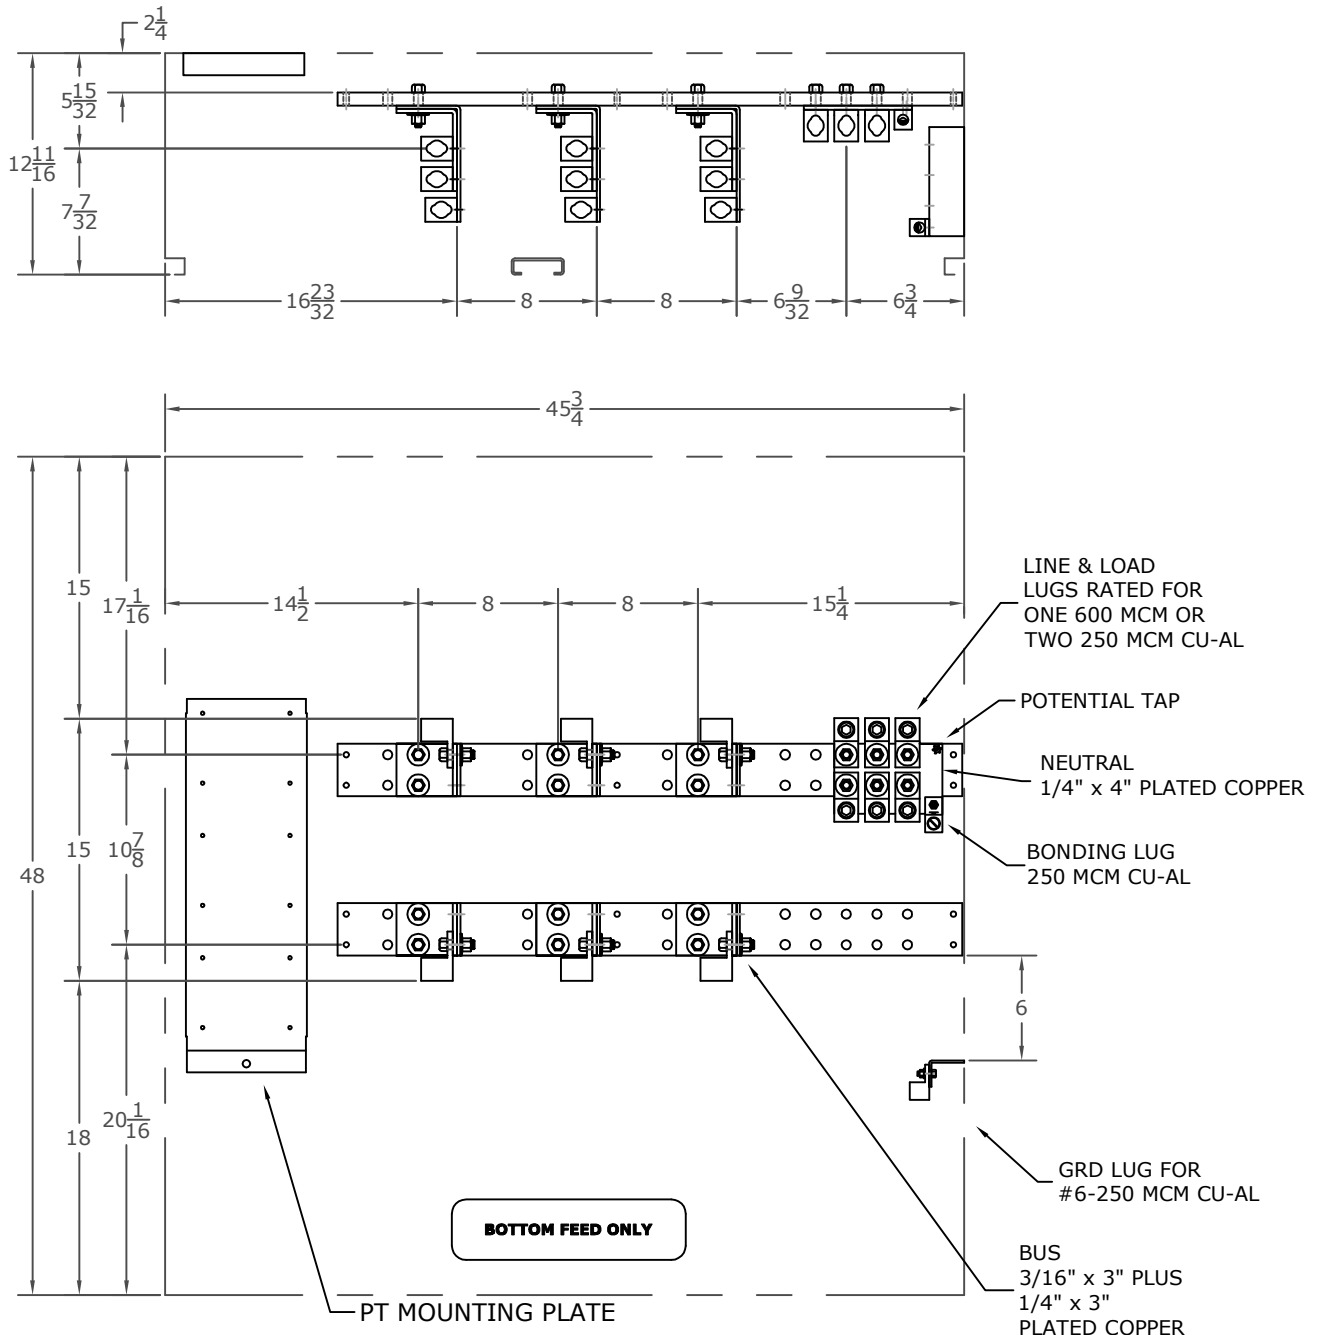 2 1/4
5 15/32
12 11/16
7 7/32
16 23/32
8
8
6 9/32
6 3/4
45 3/4
15
17 1/16
14 1/2
8
8
15 1/4
LINE & LOAD
LUGS RATED FOR
ONE 600 MCM OR
TWO 250 MCM CU-AL
POTENTIAL TAP
NEUTRAL
1/4" x 4" PLATED COPPER
BONDING LUG
250 MCM CU-AL
48
15
10 7/8
6
18
20 1/16
GRD LUG FOR
#6-250 MCM CU-AL
BOTTOM FEED ONLY
BUS
3/16" x 3" PLUS
1/4" x 3"
PLATED COPPER
PT MOUNTING PLATE